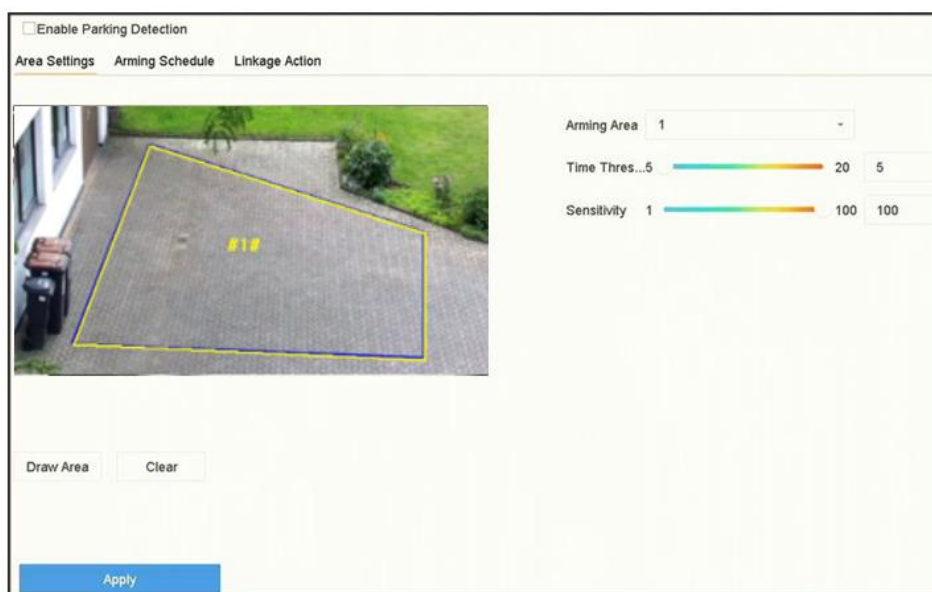 Enable Parking Detection
Area Settings Arming Schedule Linkage Action
Arming Area 1
Time Thres...5 20 5
#1#
Sensitivity 1 100 100
Draw Area Clear
Apply